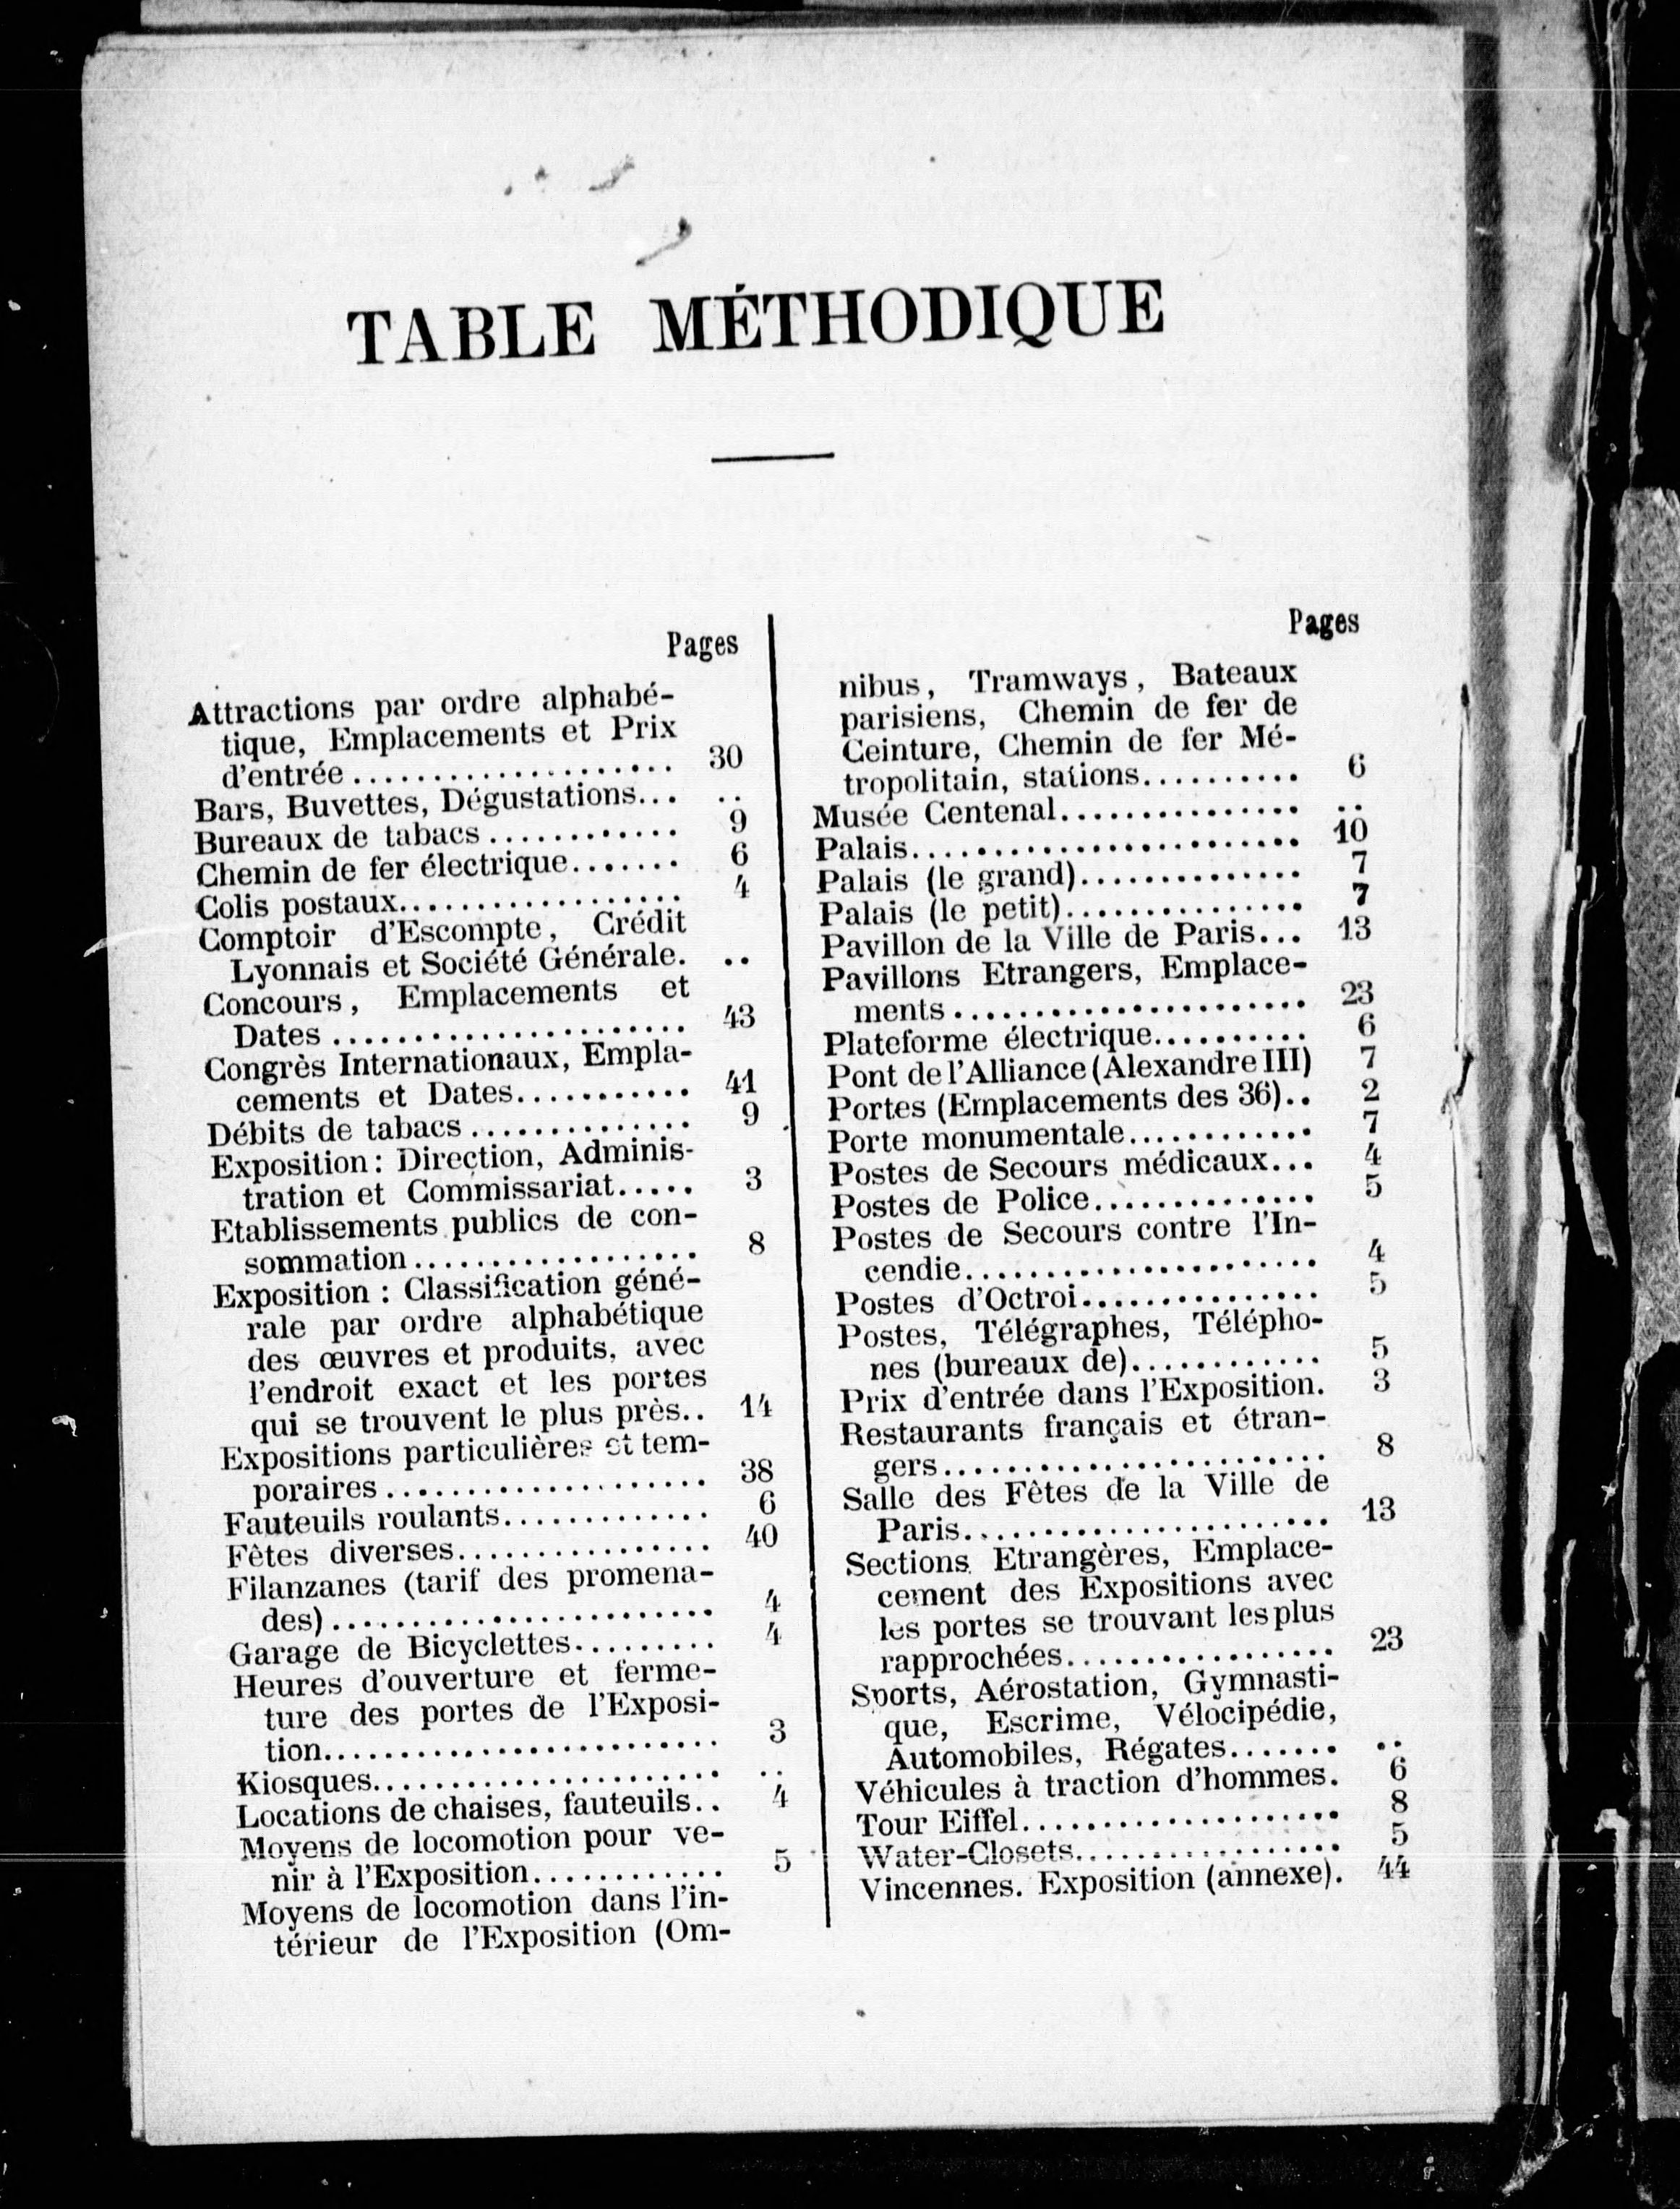 TABLE MÉTHODIQUE
Pages
Attractions par ordre alphabé-
tique, Emplacements et Prix
d'entrée..................... 30
Bars, Buvettes, Dégustations... ..
Bureaux de tabacs............ 9
Chemin de fer électrique....... 6
Colis postaux.................. 4
Comptoir d'Escompte, Crédit
Lyonnais et Société Générale. ..
Concours, Emplacements et
Dates....................... 43
Congrès Internationaux, Empla-
cements et Dates........... 41
Débits de tabacs.............. 9
Exposition: Direction, Adminis-
tration et Commissariat..... 3
Etablissements publics de con-
sommation.................. 8
Exposition : Classification géné-
rale par ordre alphabétique
des œuvres et produits, avec
l'endroit exact et les portes
qui se trouvent le plus près.. 14
Expositions particulières et tem-
poraires..................... 38
Fauteuils roulants............. 6
Fêtes diverses................ 40
Filanzanes (tarif des promena-
des)......................... 4
Garage de Bicyclettes......... 4
Heures d'ouverture et ferme-
ture des portes de l'Exposi-
tion.......................... 3
Kiosques...................... ..
Locations de chaises, fauteuils.. 4
Moyens de locomotion pour ve-
nir à l'Exposition............ 5
Moyens de locomotion dans l'in-
térieur de l'Exposition (Om-
Pages
nibus, Tramways, Bateaux
parisiens, Chemin de fer de
Ceinture, Chemin de fer Mé-
tropolitain, stations.......... 6
Musée Centenal............... ..
Palais......................... 10
Palais (le grand).............. 7
Palais (le petit)............... 7
Pavillon de la Ville de Paris... 13
Pavillons Etrangers, Emplace-
ments....................... 23
Plateforme électrique.......... 6
Pont de l'Alliance (Alexandre III) 7
Portes (Emplacements des 36).. 2
Porte monumentale............ 7
Postes de Secours médicaux... 4
Postes de Police.............. 5
Postes de Secours contre l'In-
cendie....................... 4
Postes d'Octroi............... 5
Postes, Télégraphes, Télépho-
nes (bureaux de)............ 5
Prix d'entrée dans l'Exposition. 3
Restaurants français et étran-
gers......................... 8
Salle des Fêtes de la Ville de
Paris........................ 13
Sections Etrangères, Emplace-
cement des Expositions avec
les portes se trouvant les plus
rapprochées................. 23
Sports, Aérostation, Gymnasti-
que, Escrime, Vélocipédie,
Automobiles, Régates....... ..
Véhicules à traction d'hommes. 6
Tour Eiffel.................... 8
Water-Closets................. 5
Vincennes. Exposition (annexe). 44